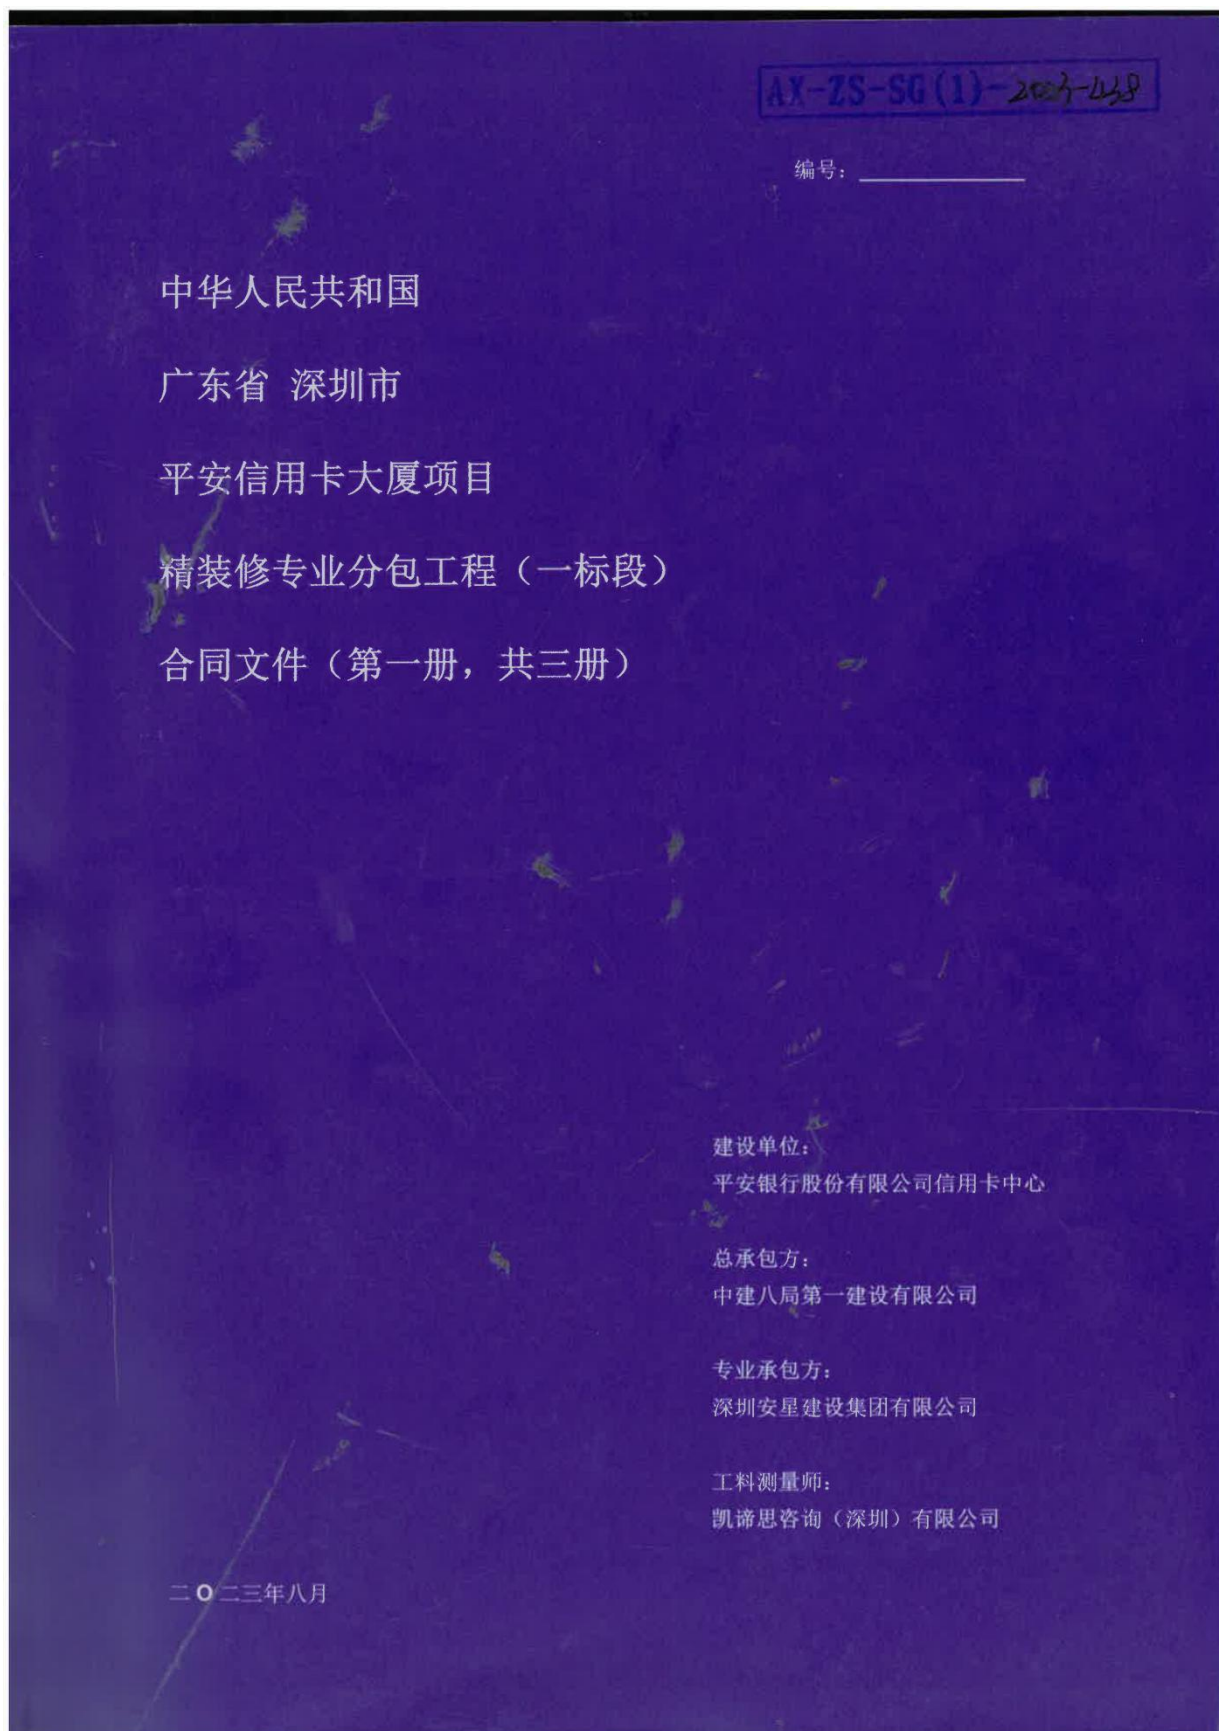 AX-ZS-SG(1)-2023-438
编号：
中华人民共和国
广东省 深圳市
平安信用卡大厦项目
精装修专业分包工程（一标段）
合同文件（第一册，共三册）
建设单位：
平安银行股份有限公司信用卡中心
总承包方：
中建八局第一建设有限公司
专业承包方：
深圳安星建设集团有限公司
工料测量师：
凯谛思咨询（深圳）有限公司
二O二三年八月